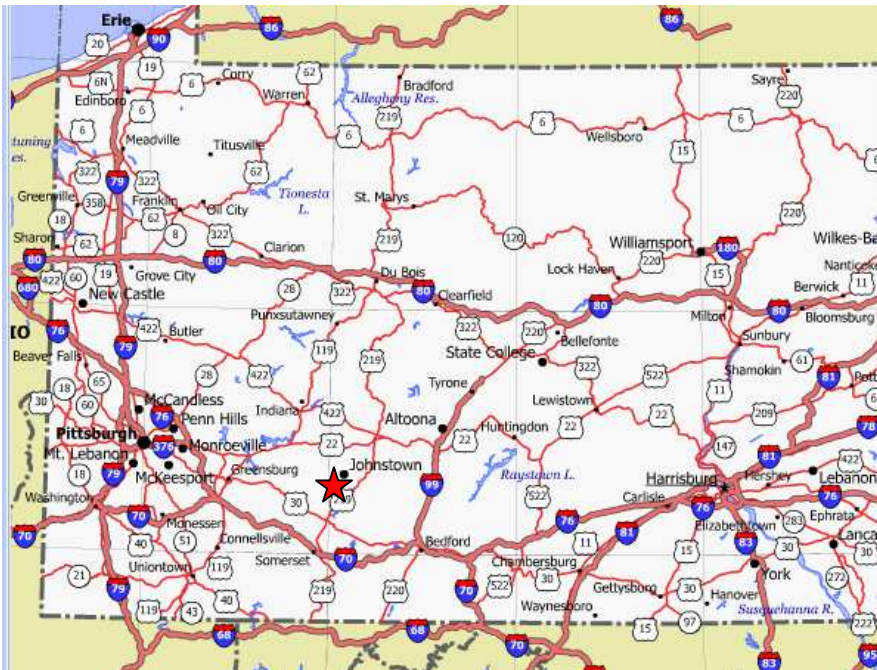 Erie
86
86
90
20
19
Corry
62
Bradford
Sayre
6N
6
6
Warren
Allegheny Res.
219
220
Edinboro
6
6
Wellsboro
6
6
Meadville
Titusville
6
15
322
79
322
62
Tionesta
L.
St. Marys
220
Greenville
358
Franklin
Oil City
18
62
8
322
219
120
Williamsport
180
Sharon
62
Clarion
80
80
19
Grove City
220
15
Lock Haven
422
60
Du Bois
28
322
80
Clearfield
Berwick
11
680
New Castle
Punxsutawney
80
Milton
80
Bloomsburg
76
422
Butler
119
322
220
Bellefonte
Sunbury
Beaver Falls
79
219
State College
322
522
Shamokin
61
18
65
28
422
Tyrone
11
81
30
60
McCandless
Indiana
422
Lewistown
22
209
76
Penn Hills
Altoona
Huntingdon
22
78
Pittsburgh
376
Monroeville
22
22
147
81
Mt. Lebanon
79
McKeesport
Greensburg
Johnstown
99
Raystown L.
Harrisburg
Hershey
422
18
Lebanon
Washington
30
522
Carlisle
76
76
70
70
Monessen
76
81
Elizabethtown
283
Ephrata
40
51
Connellsville
Bedford
11
15
83
30
30
Somerset
70
Chambersburg
21
Uniontown
119
30
York
272
79
219
220
70
522
Gettysburg
30
Hanover
119
43
40
Waynesboro
Susquehanna R.
68
68
70
15
97
222
83
95